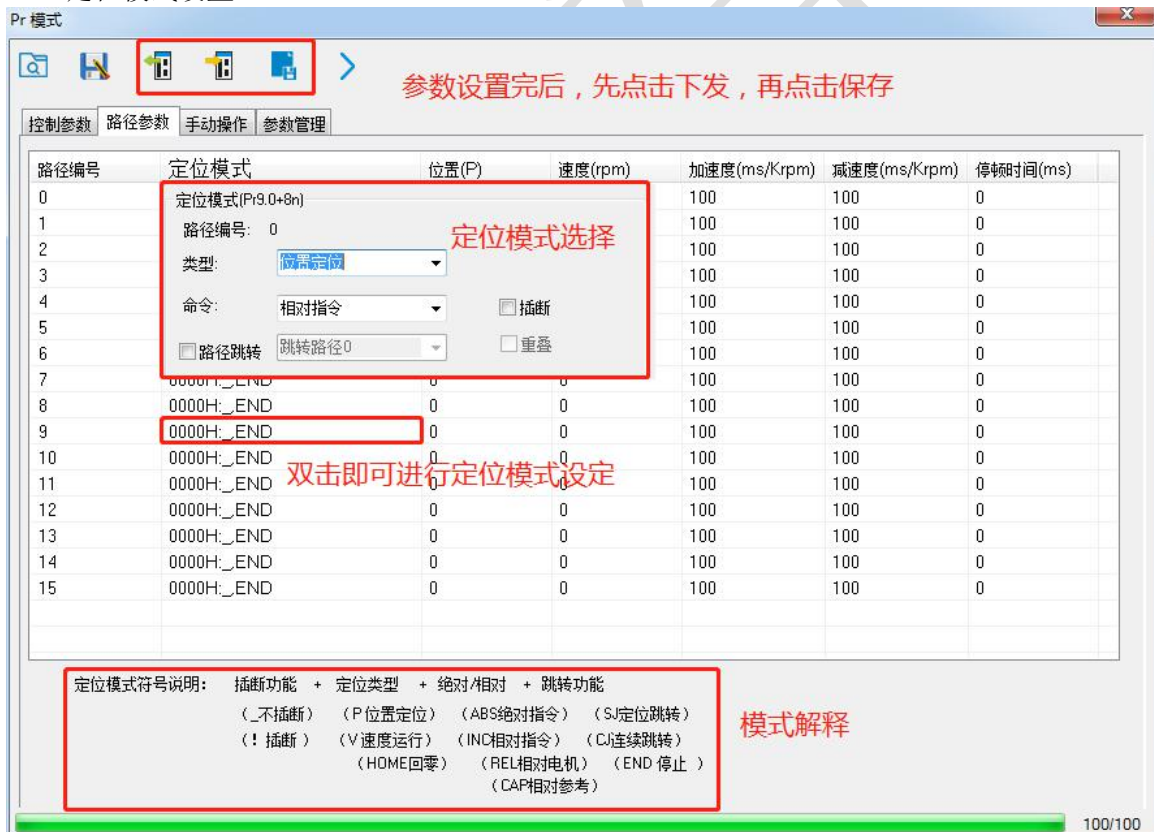 Pr 模式
X
参数设置完后，先点击下发，再点击保存
控制参数 路径参数 手动操作 参数管理
路径编号 定位模式 位置(P) 速度(rpm) 加速度(ms/Krpm) 减速度(ms/Krpm) 停顿时间(ms)
0 100 100 0
1 100 100 0
2 100 100 0
3 100 100 0
4 100 100 0
5 100 100 0
6 100 100 0
定位模式(Pr9.0+8n)
路径编号: 0
定位模式选择
类型: 位置定位
命令: 相对指令 插断
路径跳转 跳转路径0 重叠
7 0000H:_,END 0 0 100 100 0
8 0000H:_,END 0 0 100 100 0
9 0000H:_,END 0 0 100 100 0
10 0000H:_,END 0 0 100 100 0
双击即可进行定位模式设定
11 0000H:_,END 0 0 100 100 0
12 0000H:_,END 0 0 100 100 0
13 0000H:_,END 0 0 100 100 0
14 0000H:_,END 0 0 100 100 0
15 0000H:_,END 0 0 100 100 0
定位模式符号说明: 插断功能 + 定位类型 + 绝对/相对 + 跳转功能
(_不插断) (P位置定位) (ABS绝对指令) (SJ定位跳转)
(! 插断) (V速度运行) (INC相对指令) (CJ连续跳转)
(HOME回零) (REL相对电机) (END 停止 )
(CAP相对参考)
模式解释
100/100